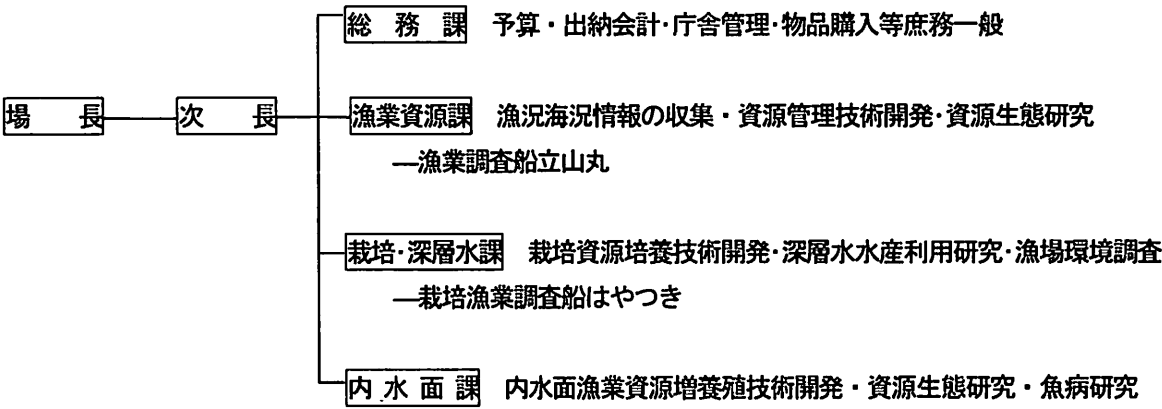 総務課 予算・出納会計・庁舎管理・物品購入等庶務一般
場長 次長 漁業資源課 漁況海況情報の収集・資源管理技術開発・資源生態研究
―漁業調査船立山丸
栽培・深層水課 栽培資源培養技術開発・深層水水産利用研究・漁場環境調査
―栽培漁業調査船はやつき
内水面課 内水面漁業資源増養殖技術開発・資源生態研究・魚病研究